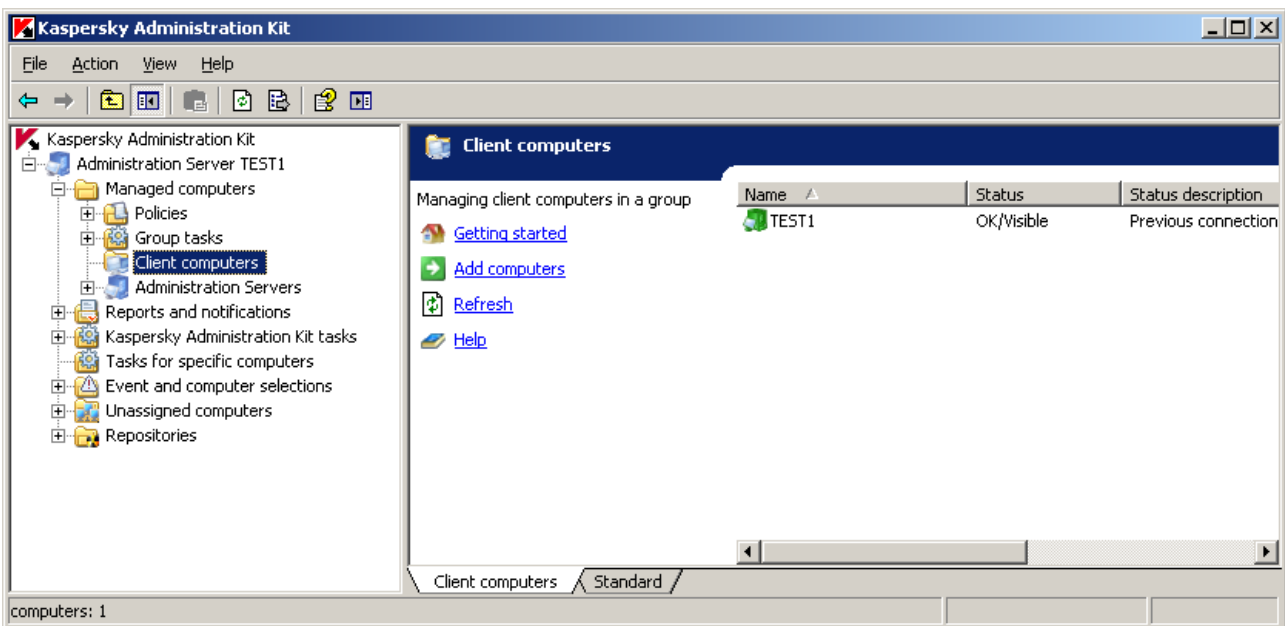 Kaspersky Administration Kit
File Action View Help
Kaspersky Administration Kit
Administration Server TEST1
Managed computers
Policies
Group tasks
Client computers
Administration Servers
Reports and notifications
Kaspersky Administration Kit tasks
Tasks for specific computers
Event and computer selections
Unassigned computers
Repositories
Client computers
Managing client computers in a group
Getting started
Add computers
Refresh
Help
Name Status Status description
TEST1 OK/Visible Previous connection
Client computers Standard
computers: 1